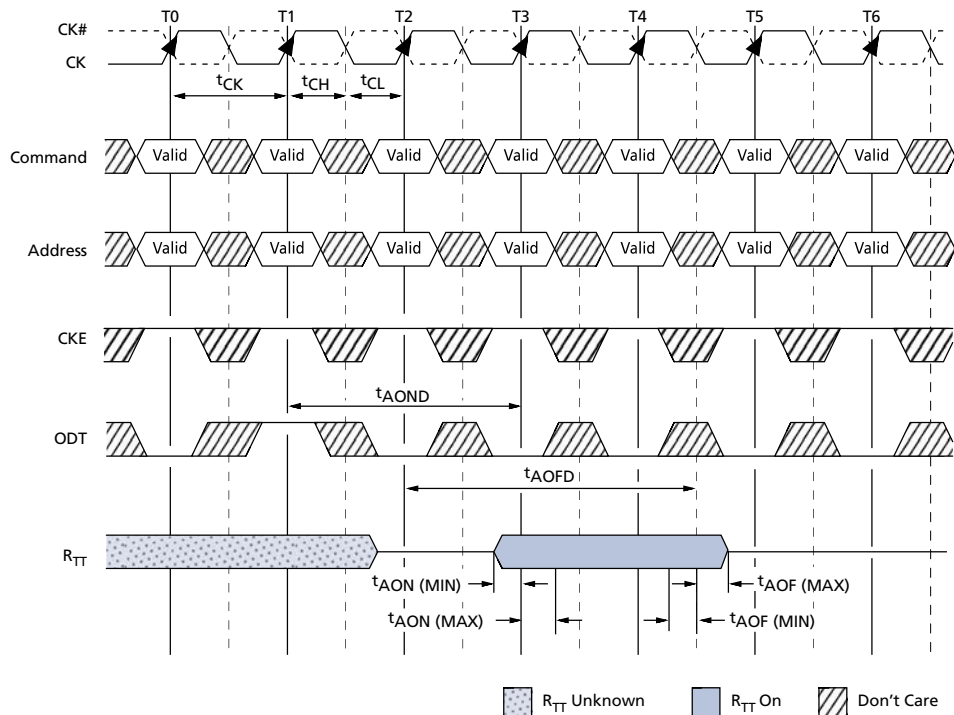 T0 T1 T2 T3 T4 T5 T6
CK#
CK
tCK tCH tCL
Command Valid Valid Valid Valid Valid Valid Valid
Address Valid Valid Valid Valid Valid Valid Valid
CKE
tAOND
ODT
tAOFD
RTT
tAON (MIN) tAOF (MAX)
tAON (MAX) tAOF (MIN)
RTT Unknown RTT On Don't Care